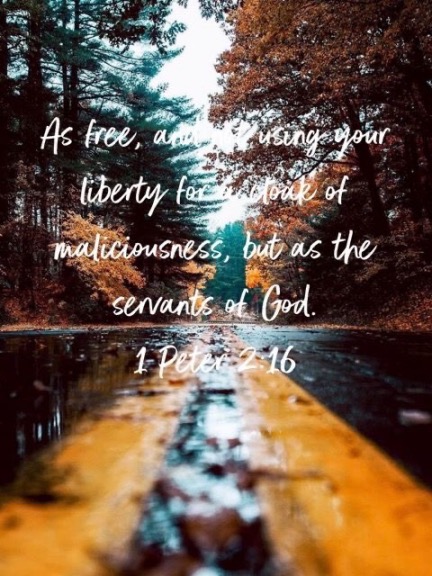 As free, and not using your
liberty for a cloak of
maliciousness, but as the
servants of God.
1 Peter 2:16